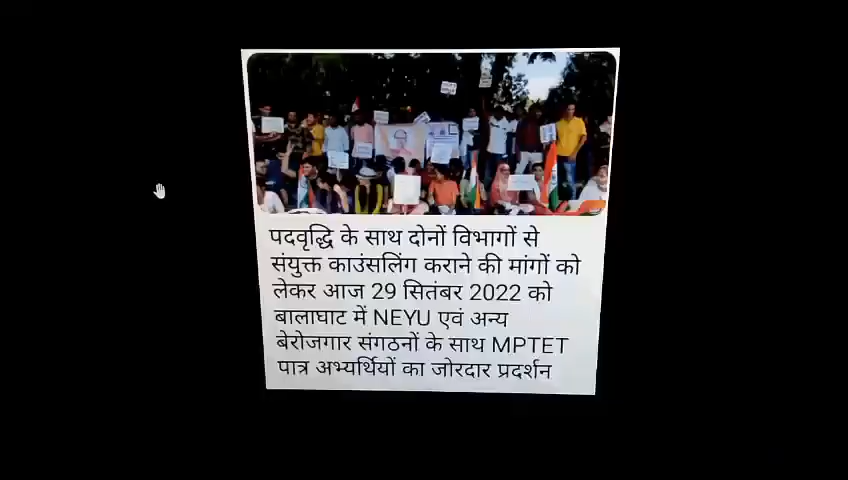 पदवृद्धि के साथ दोनों विभागों से
संयुक्त काउंसलिंग कराने की मांगों को
लेकर आज 29 सितंबर 2022 को
बालाघाट में NEYU एवं अन्य
बेरोजगार संगठनों के साथ MPTET
पात्र अभ्यर्थियों का जोरदार प्रदर्शन